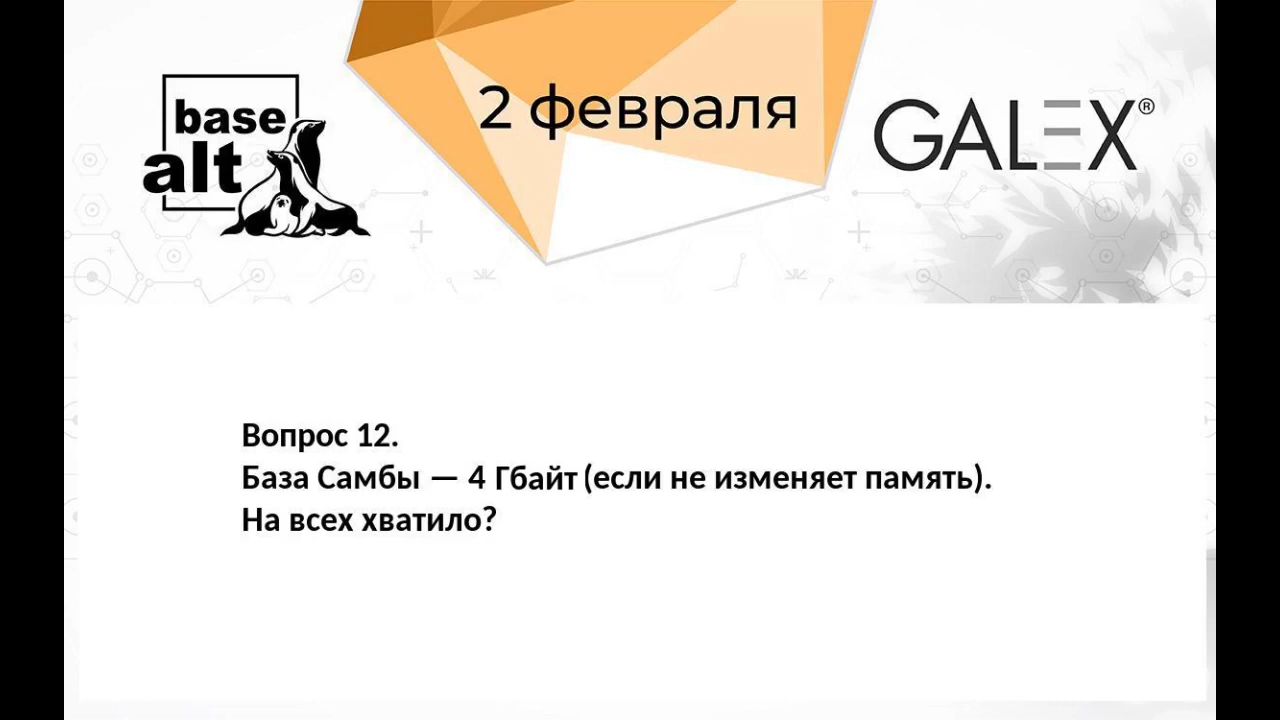 base
alt
2 февраля
GALEX®
Вопрос 12.
База Самбы — 4 Гбайт (если не изменяет память).
На всех хватило?